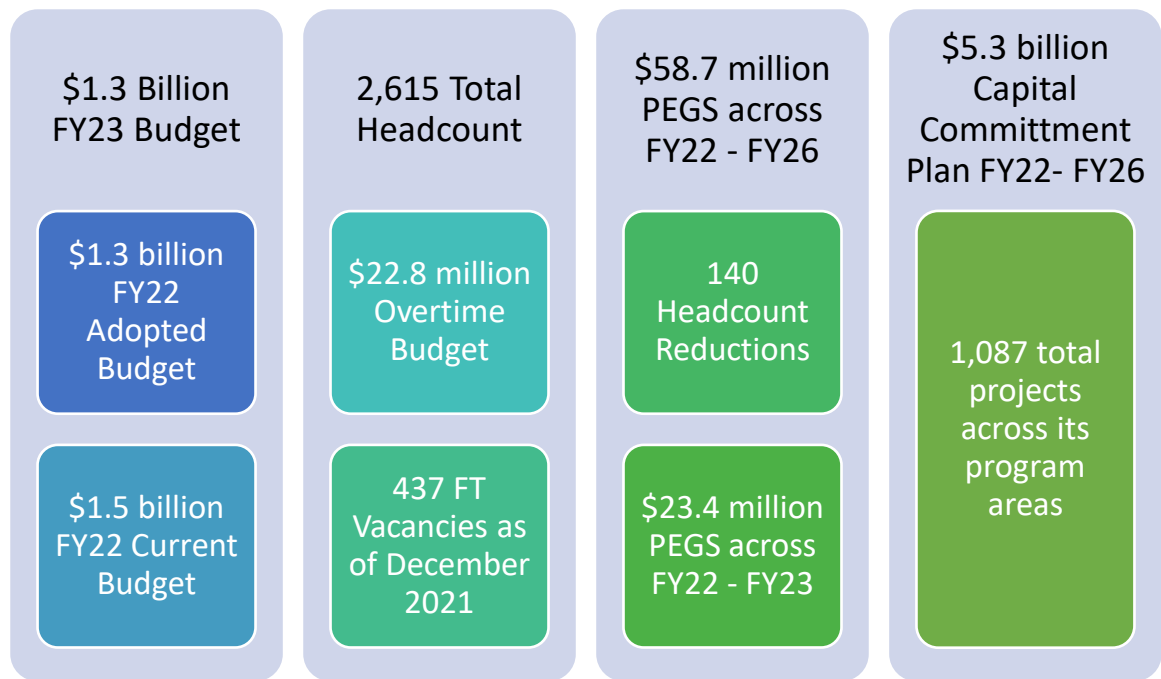 $1.3 Billion
FY23 Budget
$1.3 billion
FY22
Adopted
Budget
$1.5 billion
FY22 Current
Budget
2,615 Total
Headcount
$22.8 million
Overtime
Budget
437 FT
Vacancies as
of December
2021
$58.7 million
PEGS across
FY22 - FY26
140
Headcount
Reductions
$23.4 million
PEGS across
FY22 - FY23
$5.3 billion
Capital
Committment
Plan FY22- FY26
1,087 total
projects
across its
program
areas